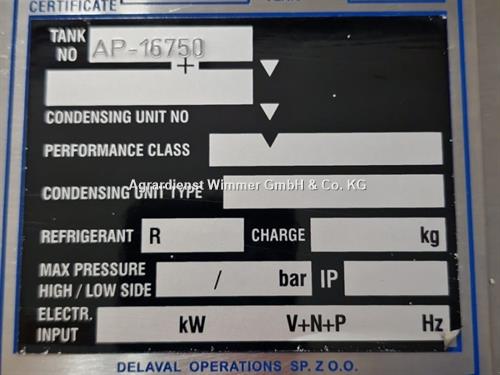 CERTIFICATE
TANK NO AP-16750
+
CONDENSING UNIT NO
PERFORMANCE CLASS
Agrardienst Wimmer GmbH & Co. KG
CONDENSING UNIT TYPE
REFRIGERANT R CHARGE kg
MAX PRESSURE
HIGH / LOW SIDE / bar IP
ELECTR.
INPUT kW V+N+P Hz
DELAVAL OPERATIONS SP. Z O.O.